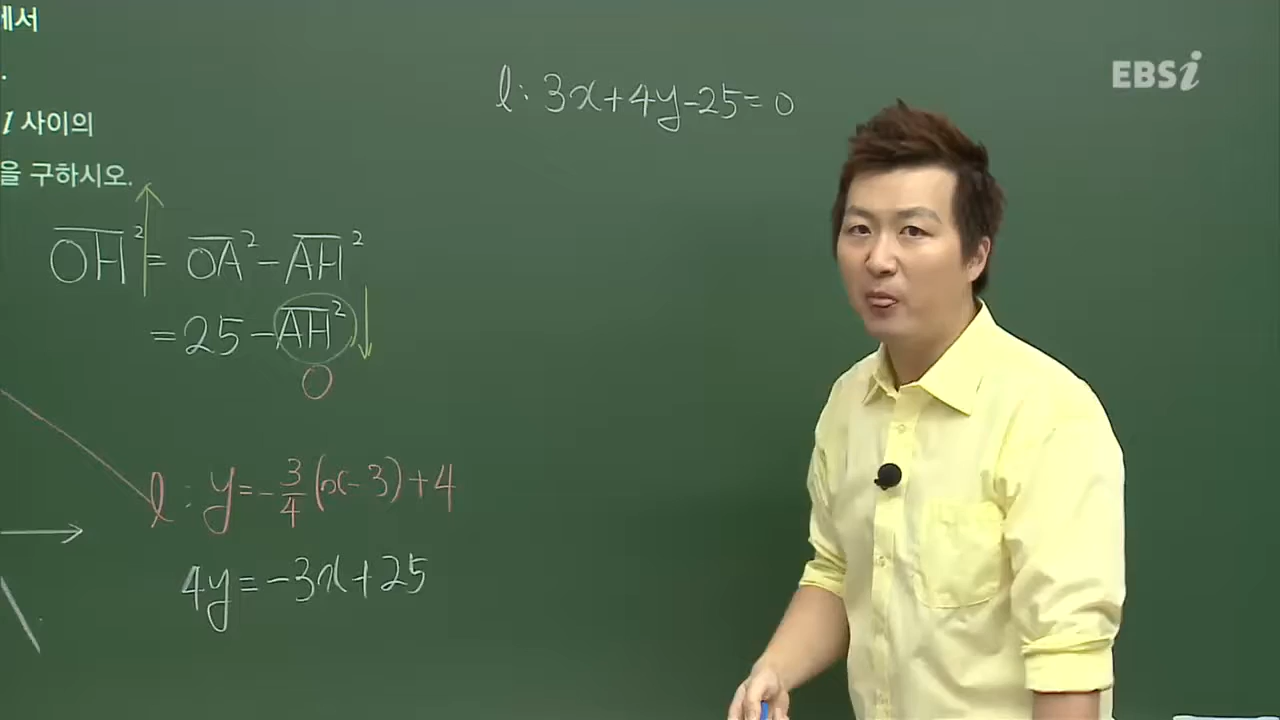 에서
.
l 사이의
을 구하시오.
l: 3x+4y-25=0
EBSi
OH² = OA² - AH²
= 25 - AH²
0
l: y = -3/4(x-3)+4
4y = -3x+25